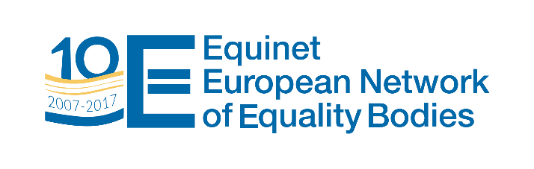 10
2007-2017
E
Equinet
European Network
of Equality Bodies